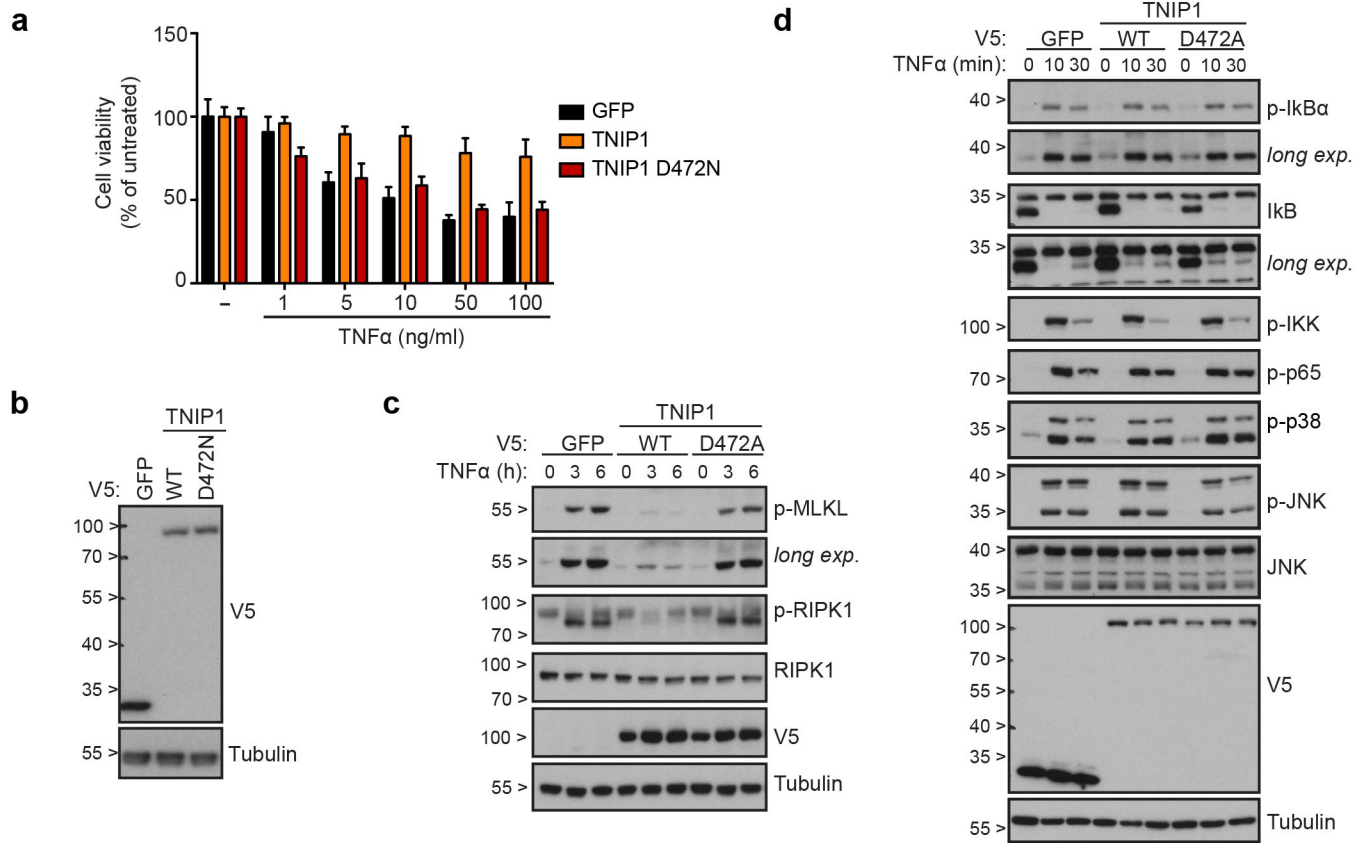 a
150
100
50
0
Cell viability
(% of untreated)
– 1 5 10 50 100
TNFα (ng/ml)
GFP
TNIP1
TNIP1 D472N
b
TNIP1
V5: GFP WT D472N
100 >
70 >
55 >
40 >
35 >
V5
55 > Tubulin
c
TNIP1
V5: GFP WT D472A
TNFα (h): 0 3 6 0 3 6 0 3 6
55 > p-MLKL
55 > long exp.
100 > p-RIPK1
70 >
100 > RIPK1
70 >
100 > V5
55 > Tubulin
d
TNIP1
V5: GFP WT D472A
TNFα (min): 0 10 30 0 10 30 0 10 30
40 > p-IkBα
40 > long exp.
35 > IkB
35 > long exp.
100 > p-IKK
70 > p-p65
35 > p-p38
40 > p-JNK
35 >
40 > JNK
35 >
100 >
70 >
55 >
40 >
35 >
V5
55 > Tubulin